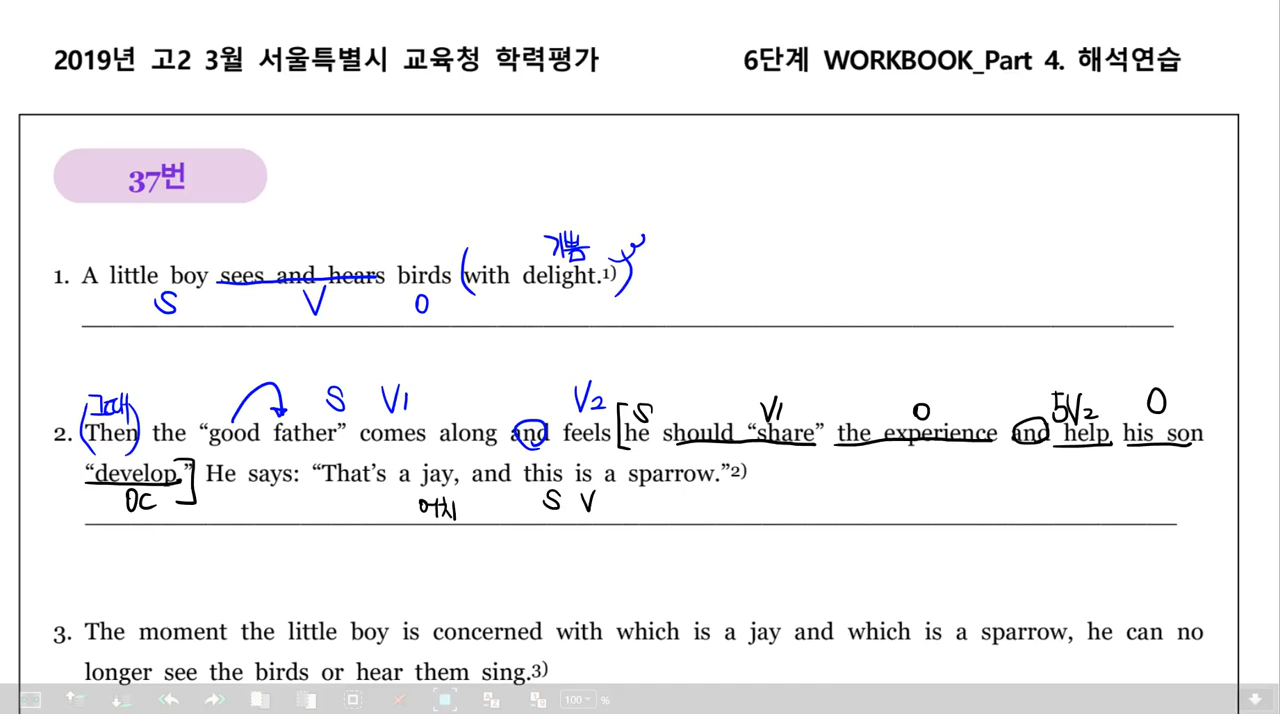 2019년 고2 3월 서울특별시 교육청 학력평가 6단계 WORKBOOK_Part 4. 해석연습
37번
기쁨
1. A little boy sees and hears birds (with delight.1))
S V O
그때 S V1 V2 S V1 O 5V2 O
2. (Then) the “good father” comes along and feels [he should “share” the experience and help his son
“develop.”] He says: “That’s a jay, and this is a sparrow.”2)
OC 어치 S V
3. The moment the little boy is concerned with which is a jay and which is a sparrow, he can no
longer see the birds or hear them sing.3)
100 %